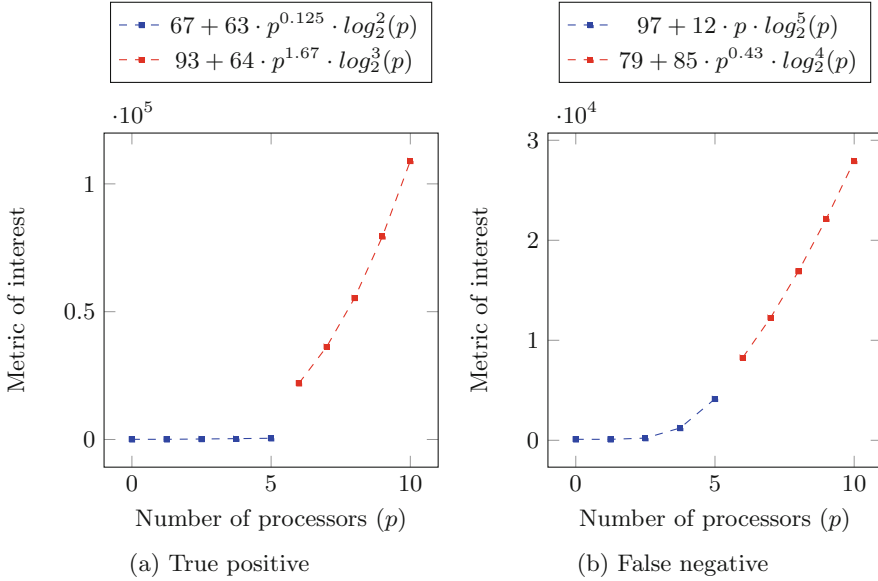 67 + 63 · p^0.125 · log_2^2(p)
93 + 64 · p^1.67 · log_2^3(p)
·10^5
1
0.5
0
0 5 10
Metric of interest
Number of processors (p)
(a) True positive
97 + 12 · p · log_2^5(p)
79 + 85 · p^0.43 · log_2^4(p)
·10^4
3
2
1
0
0 5 10
Metric of interest
Number of processors (p)
(b) False negative